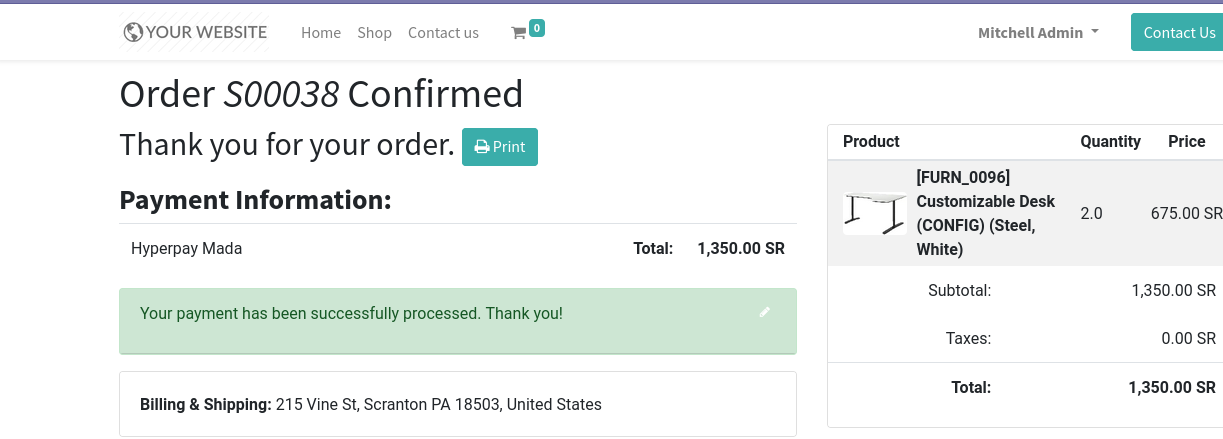 YOUR WEBSITE Home Shop Contact us 0 Mitchell Admin Contact Us
Order S00038 Confirmed
Thank you for your order. Print
Payment Information:
Hyperpay Mada Total: 1,350.00 SR
Your payment has been successfully processed. Thank you!
Billing & Shipping: 215 Vine St, Scranton PA 18503, United States
Product Quantity Price
[FURN_0096]
Customizable Desk
(CONFIG) (Steel,
White)
2.0 675.00 SR
Subtotal: 1,350.00 SR
Taxes: 0.00 SR
Total: 1,350.00 SR